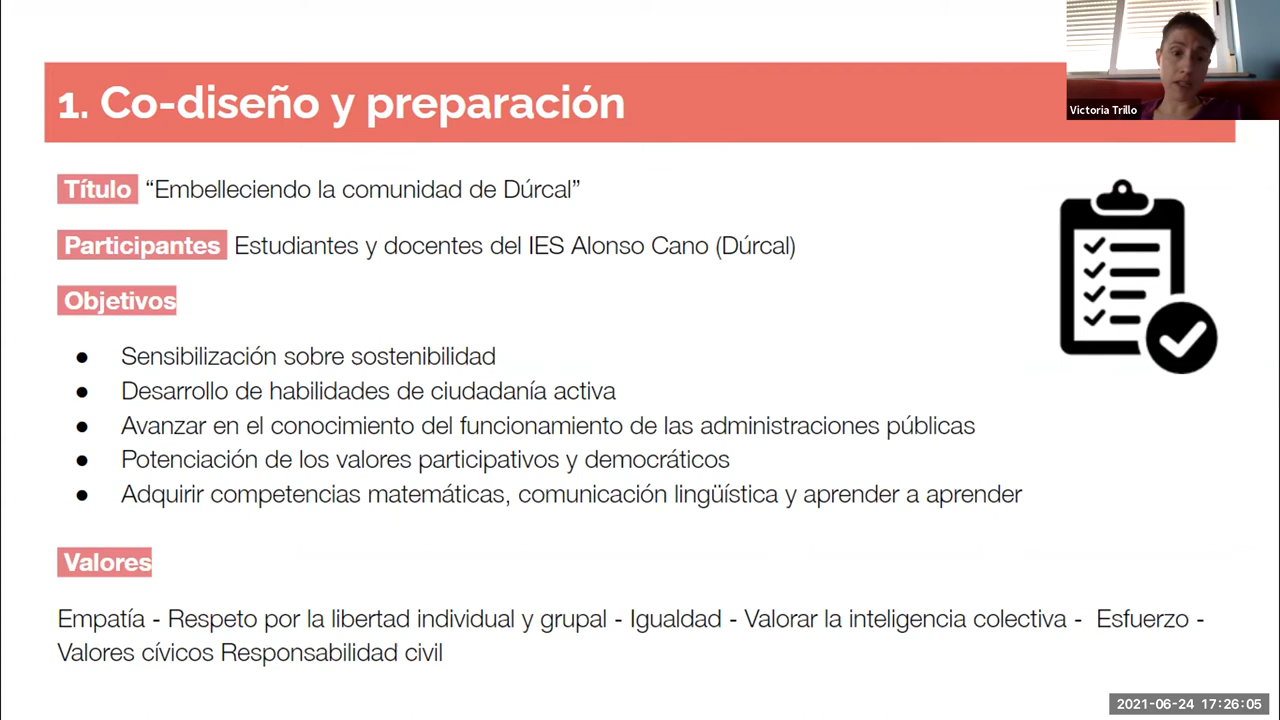 1. Co-diseño y preparación
Victoria Trillo
Título “Embelleciendo la comunidad de Dúrcal”
Participantes Estudiantes y docentes del IES Alonso Cano (Dúrcal)
Objetivos
● Sensibilización sobre sostenibilidad
● Desarrollo de habilidades de ciudadanía activa
● Avanzar en el conocimiento del funcionamiento de las administraciones públicas
● Potenciación de los valores participativos y democráticos
● Adquirir competencias matemáticas, comunicación lingüística y aprender a aprender
Valores
Empatía - Respeto por la libertad individual y grupal - Igualdad - Valorar la inteligencia colectiva - Esfuerzo -
Valores cívicos Responsabilidad civil
2021-06-24 17:26:05